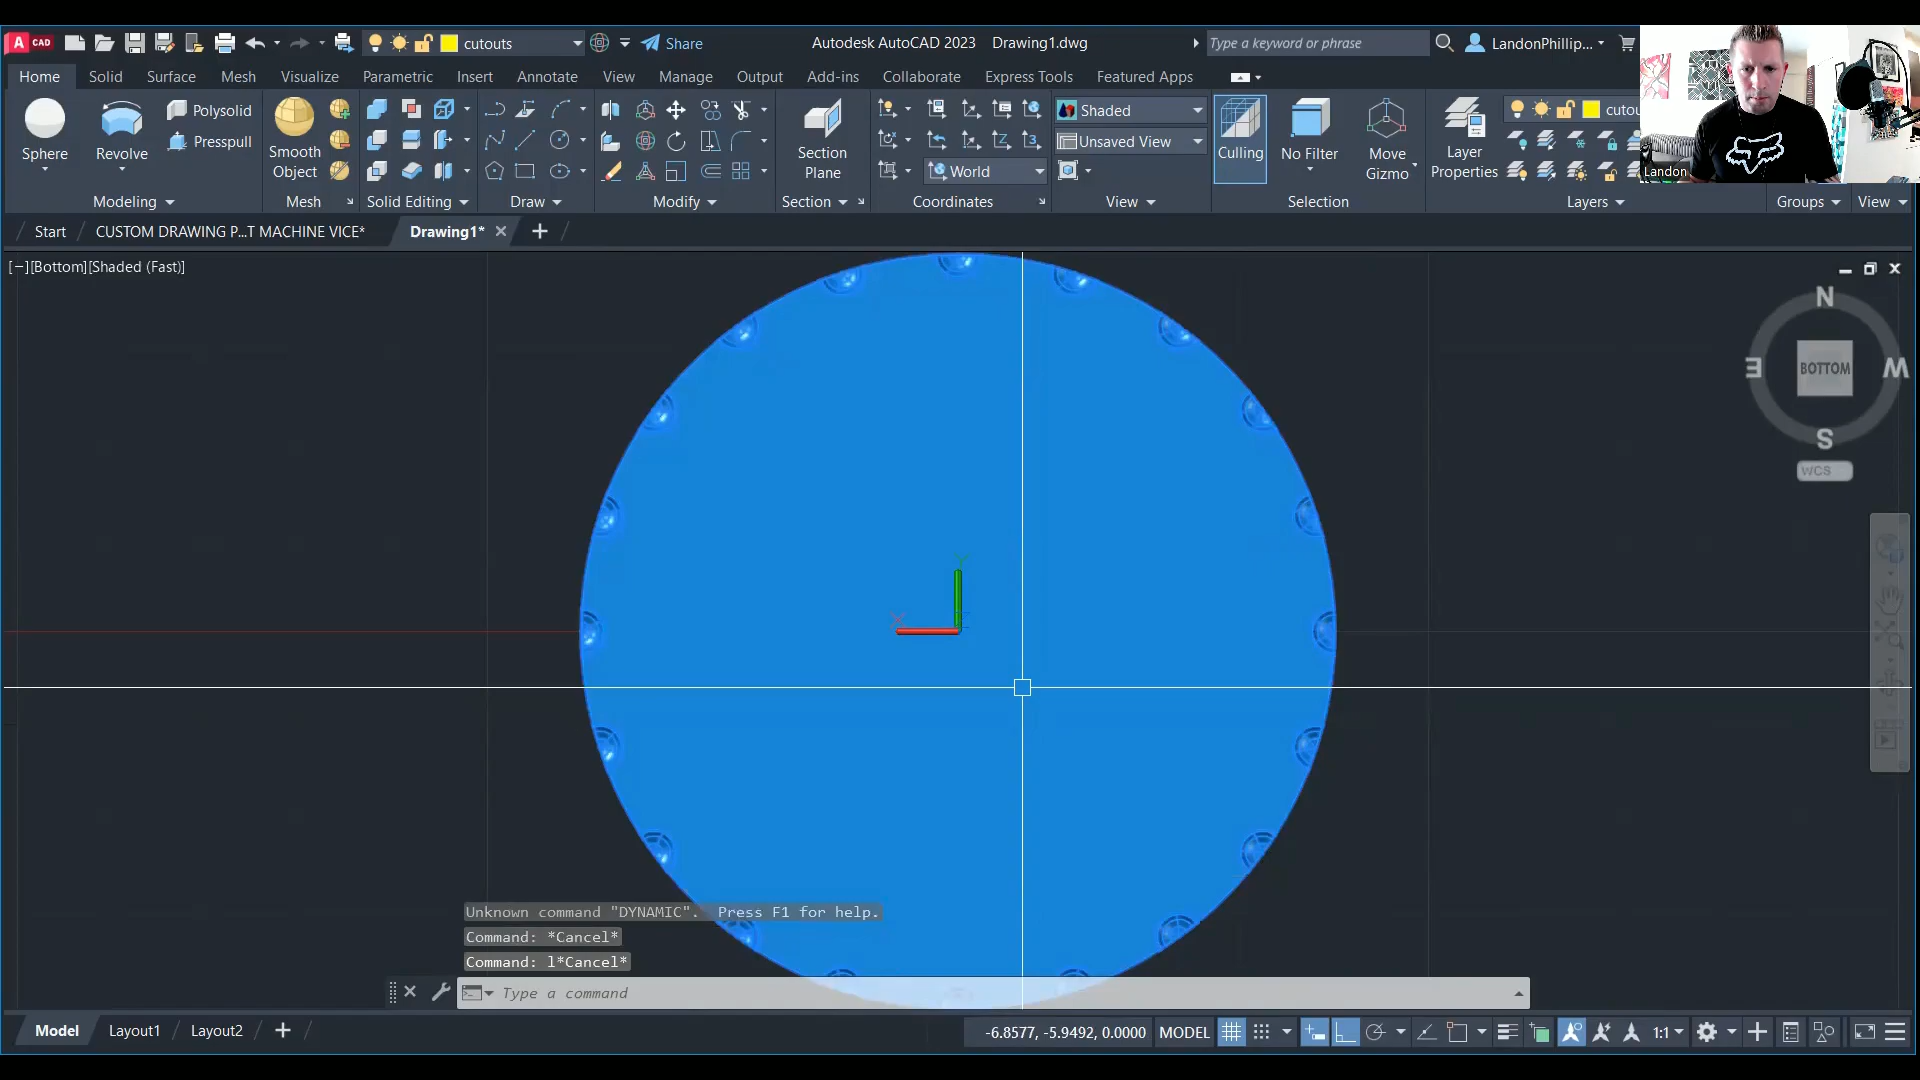 A CAD
cutouts
Share
Autodesk AutoCAD 2023 Drawing1.dwg
Type a keyword or phrase
LandonPhillip...
Home Solid Surface Mesh Visualize Parametric Insert Annotate View Manage Output Add-ins Collaborate Express Tools Featured Apps
Sphere
Revolve
Polysolid
Presspull
Smooth Object
Section Plane
World
Shaded
Unsaved View
Culling
No Filter
Move Gizmo
Layer Properties
cutou
Landon
Modeling Mesh Solid Editing Draw Modify Section Coordinates View Selection Layers Groups View
Start CUSTOM DRAWING P...T MACHINE VICE* Drawing1*
[−][Bottom][Shaded (Fast)]
N
E BOTTOM W
S
WCS
X
Y
Unknown command "DYNAMIC". Press F1 for help.
Command: *Cancel*
Command: l*Cancel*
Type a command
Model Layout1 Layout2
-6.8577, -5.9492, 0.0000 MODEL 1:1